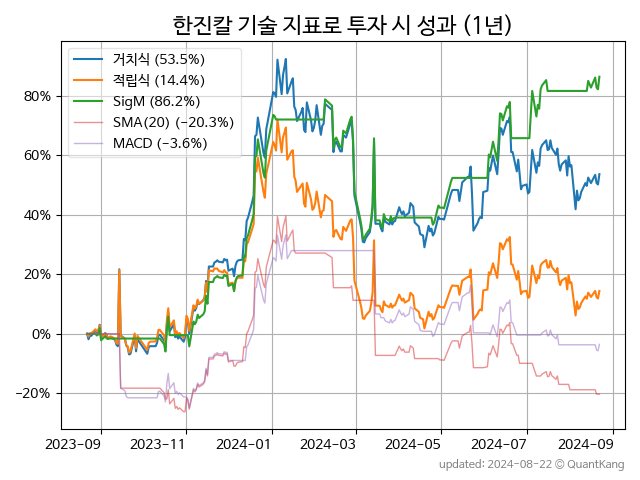 한진칼 기술 지표로 투자 시 성과 (1년)
거치식 (53.5%)
적립식 (14.4%)
SigM (86.2%)
SMA(20) (−20.3%)
MACD (−3.6%)
80%
60%
40%
20%
0%
−20%
2023−09 2023−11 2024−01 2024−03 2024−05 2024−07 2024−09
updated: 2024-08-22 © QuantKang